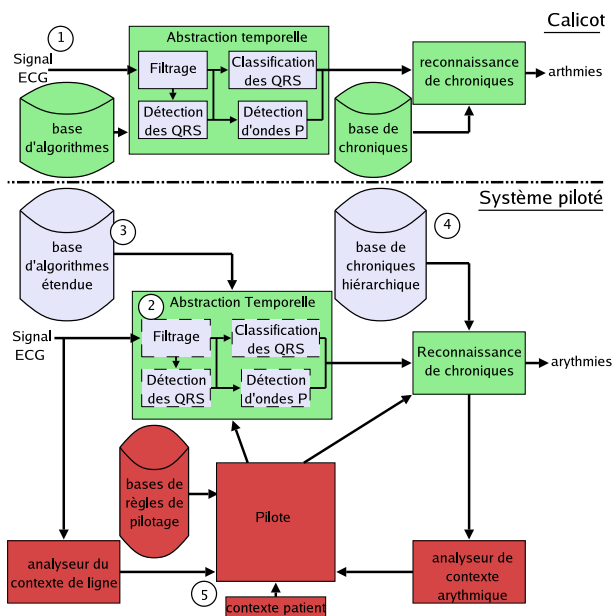 Calicot
1
Abstraction temporelle
Signal
ECG
Filtrage
Classification
des QRS
Détection
des QRS
Détection
d'ondes P
reconnaissance
de chroniques
arthmies
base
d'algorithmes
base de
chroniques
Système piloté
3
4
base
d'algorithmes
étendue
base de
chroniques
hiérarchique
2
Abstraction Temporelle
Signal
ECG
Filtrage
Classification
des QRS
Détection
des QRS
Détection
d'ondes P
Reconnaissance
de chroniques
arythmies
bases de
règles de
pilotage
Pilote
analyseur du
contexte de ligne
5
contexte patient
analyseur de
contexte
arythmique